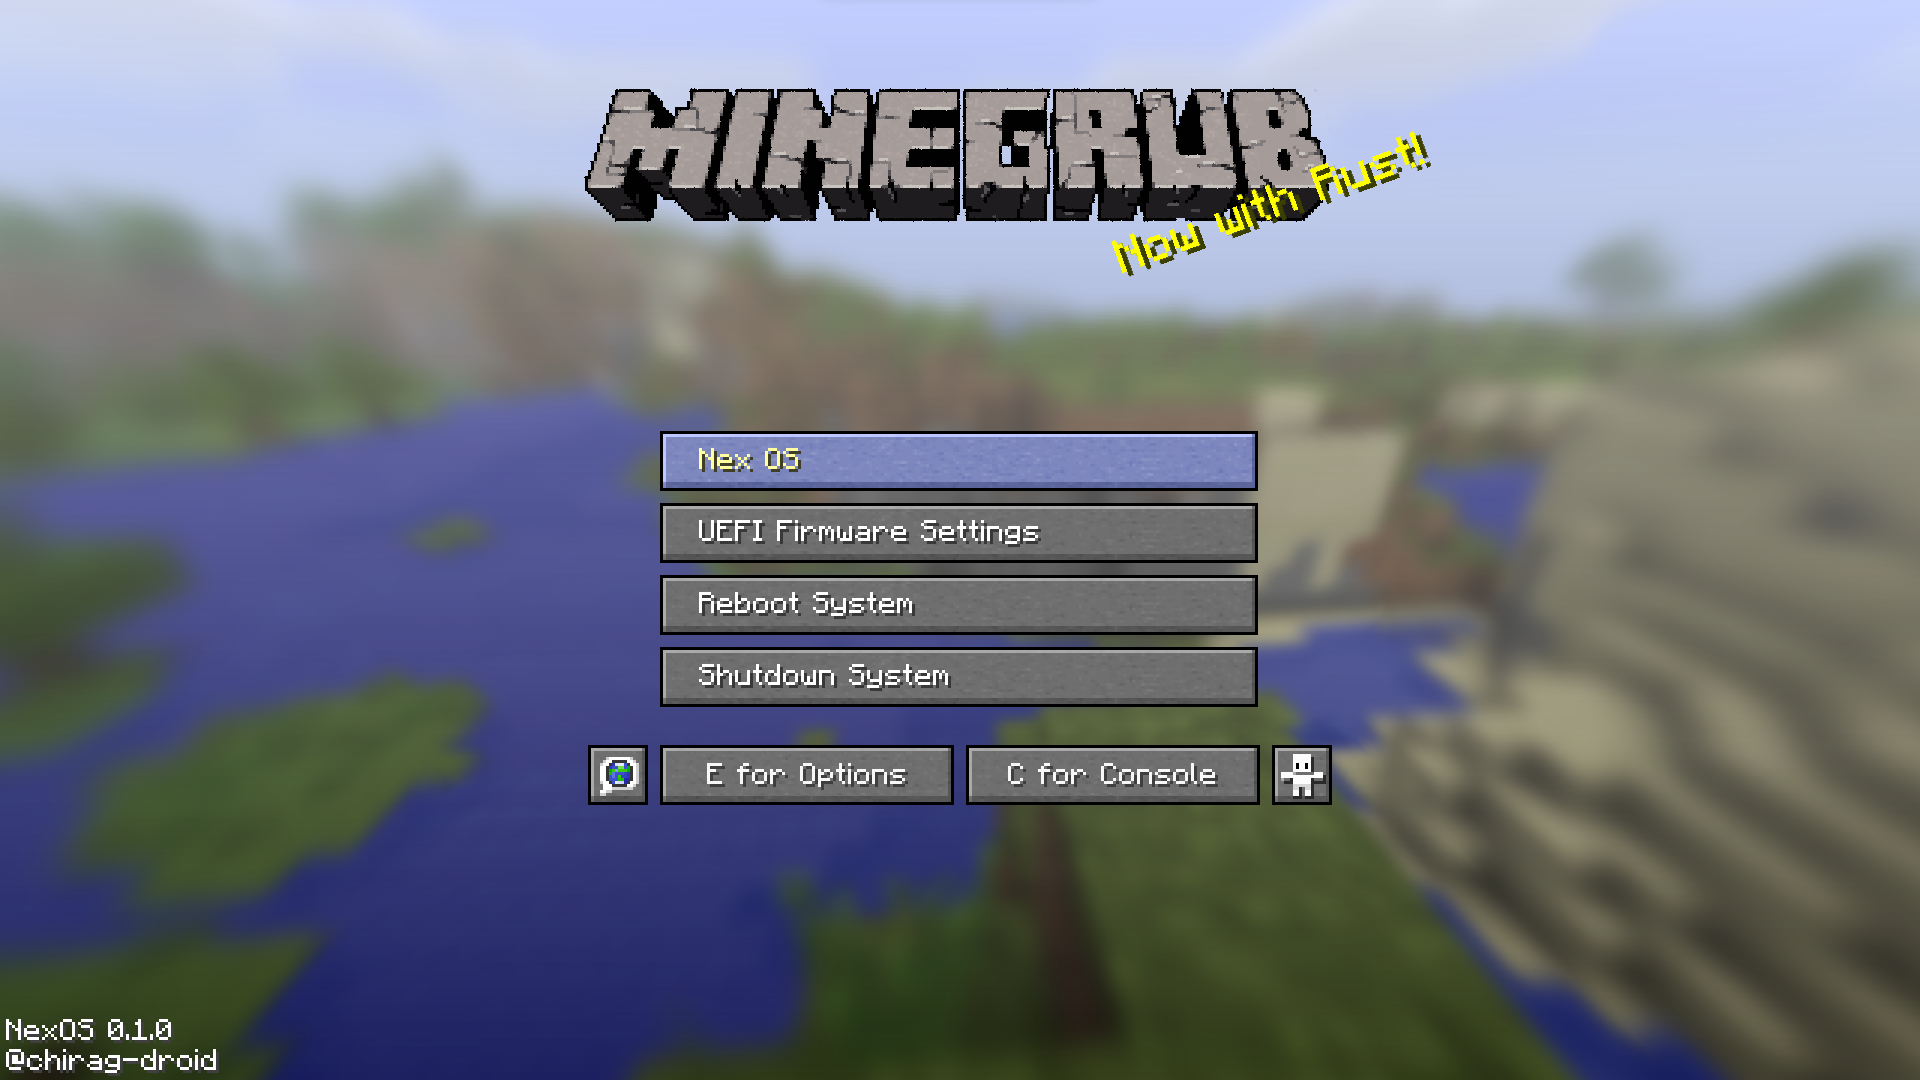 MINEGRUB
Now with Rust!
Nex OS
UEFI Firmware Settings
Reboot System
Shutdown System
E for Options
C for Console
NexOS 0.1.0
@chirag-droid